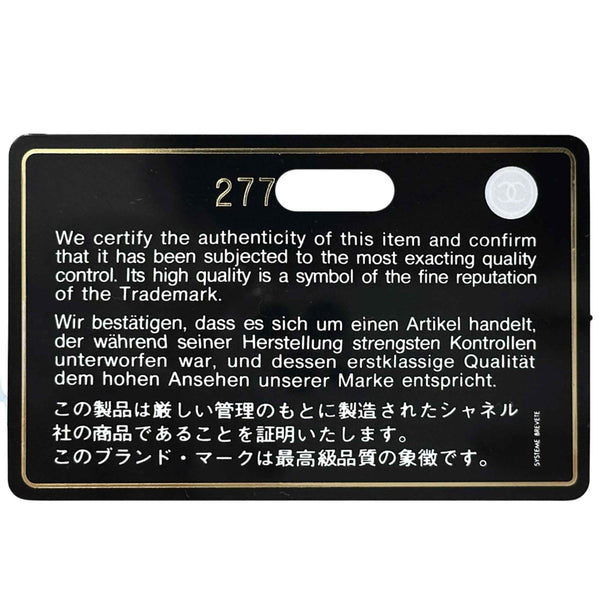 277
We certify the authenticity of this item and confirm
that it has been subjected to the most exacting quality
control. Its high quality is a symbol of the fine reputation
of the Trademark.
Wir bestätigen, dass es sich um einen Artikel handelt,
der während seiner Herstellung strengsten Kontrollen
unterworfen war, und dessen erstklassige Qualität
dem hohen Ansehen unserer Marke entspricht.
この製品は厳しい管理のもとに製造されたシャネル
社の商品であることを証明いたします。
このブランド・マークは最高級品質の象徴です。
SYSTEME BREVETE